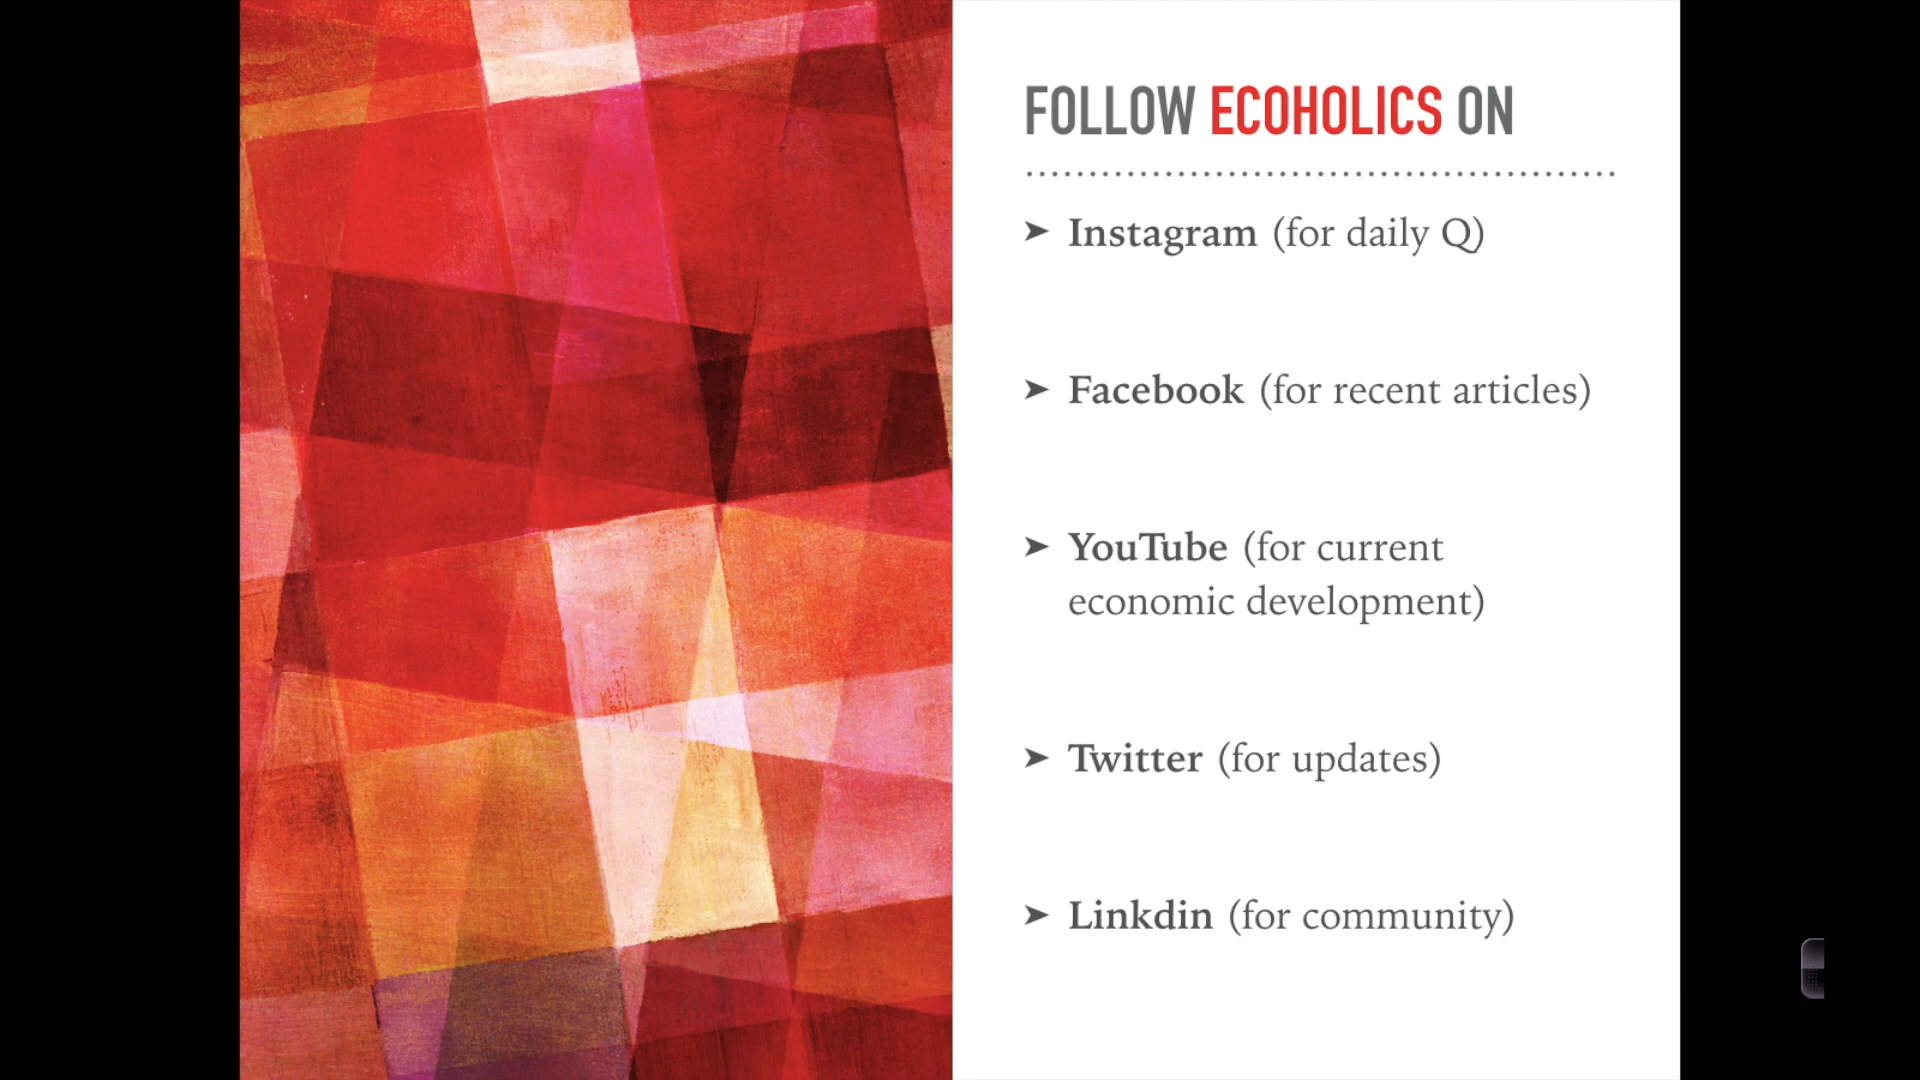 FOLLOW ECOHOLICS ON
➤ Instagram (for daily Q)
➤ Facebook (for recent articles)
➤ YouTube (for current
economic development)
➤ Twitter (for updates)
➤ Linkdin (for community)